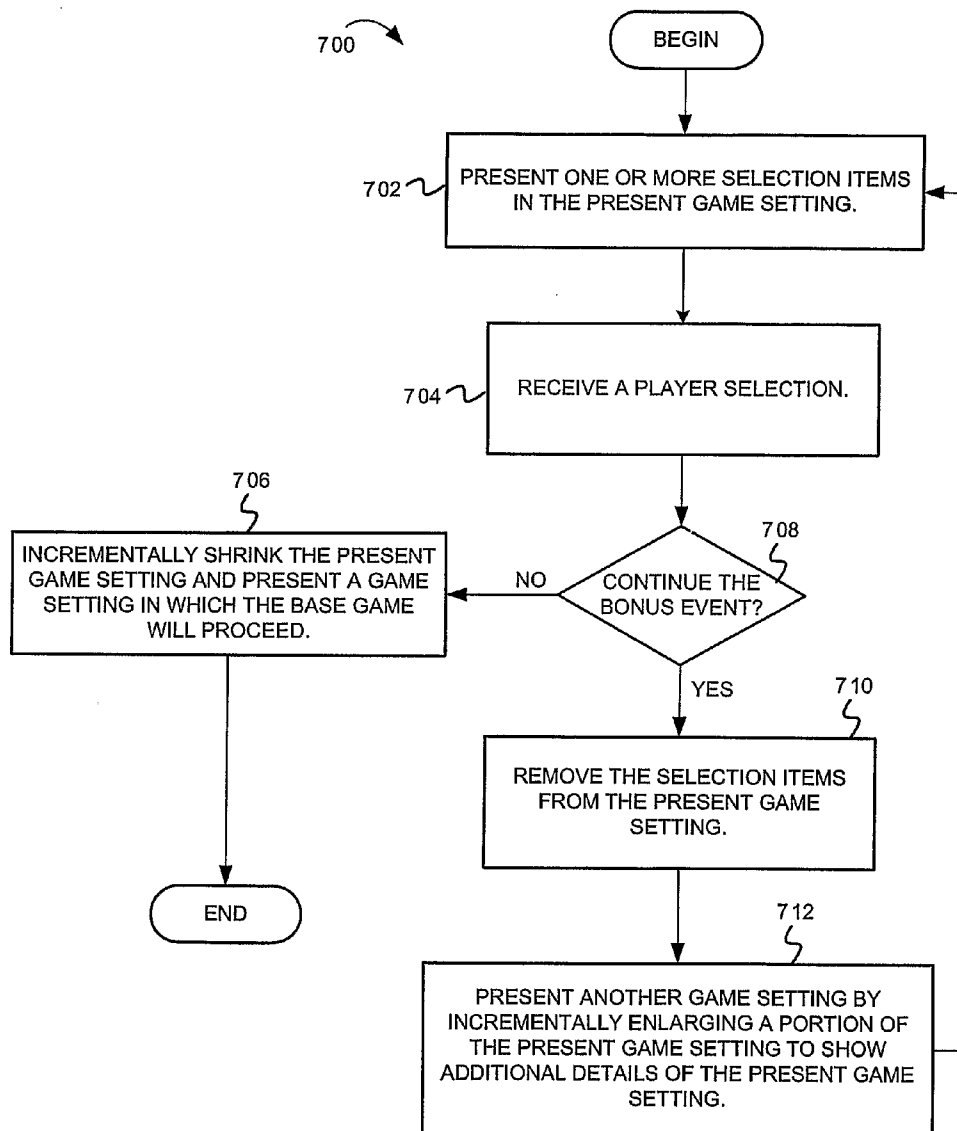 700
BEGIN
702
PRESENT ONE OR MORE SELECTION ITEMS
IN THE PRESENT GAME SETTING.
704
RECEIVE A PLAYER SELECTION.
706
INCREMENTALLY SHRINK THE PRESENT
GAME SETTING AND PRESENT A GAME
SETTING IN WHICH THE BASE GAME
WILL PROCEED.
NO
708
CONTINUE THE
BONUS EVENT?
YES
710
REMOVE THE SELECTION ITEMS
FROM THE PRESENT GAME
SETTING.
END
712
PRESENT ANOTHER GAME SETTING BY
INCREMENTALLY ENLARGING A PORTION OF
THE PRESENT GAME SETTING TO SHOW
ADDITIONAL DETAILS OF THE PRESENT GAME
SETTING.